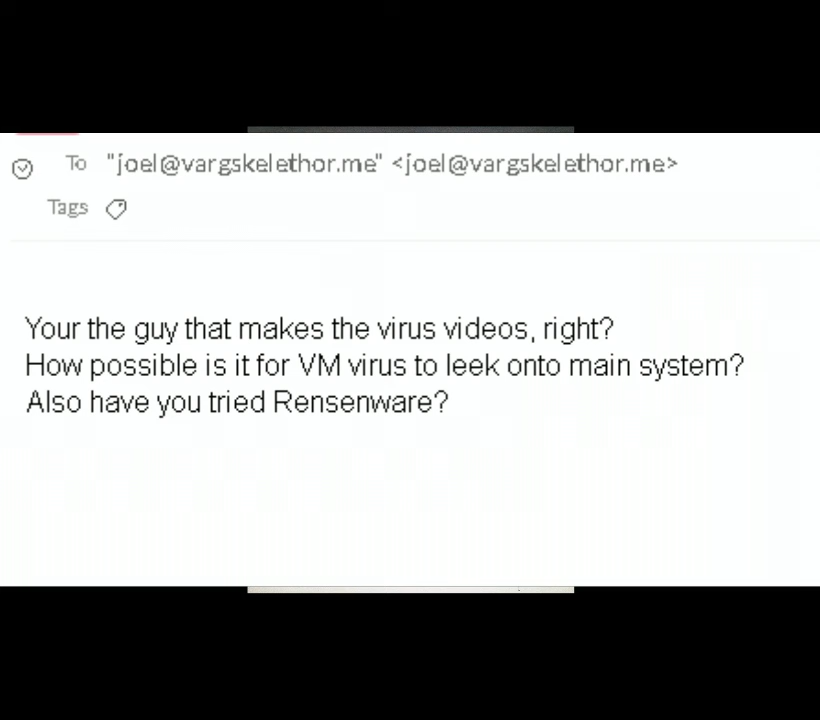 To "joel@vargskelethor.me" <joel@vargskelethor.me>
Tags
Your the guy that makes the virus videos, right?
How possible is it for VM virus to leek onto main system?
Also have you tried Rensenware?